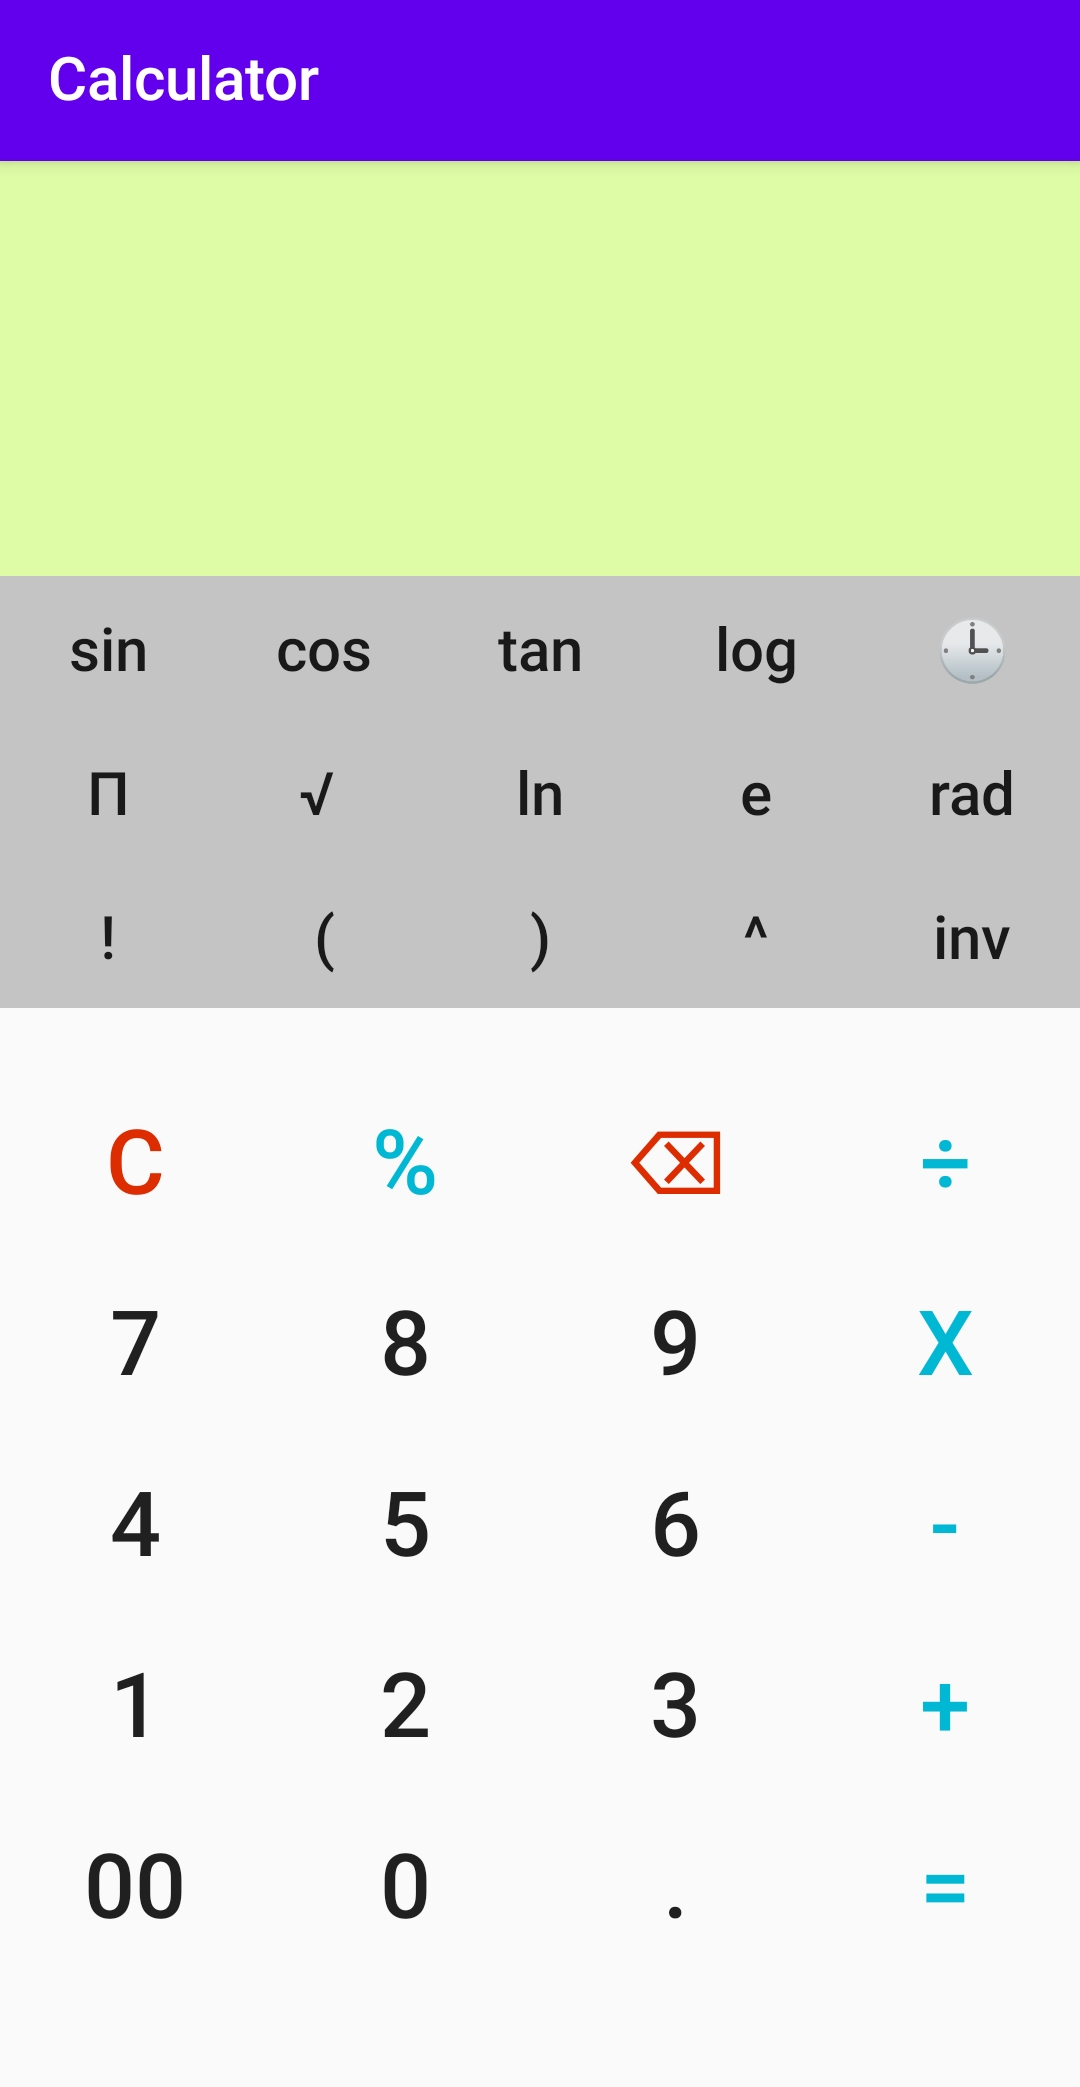 Calculator
sin cos tan log
Π √ ln e rad
! ( ) ^ inv
C % ÷
7 8 9 X
4 5 6 -
1 2 3 +
00 0 . =